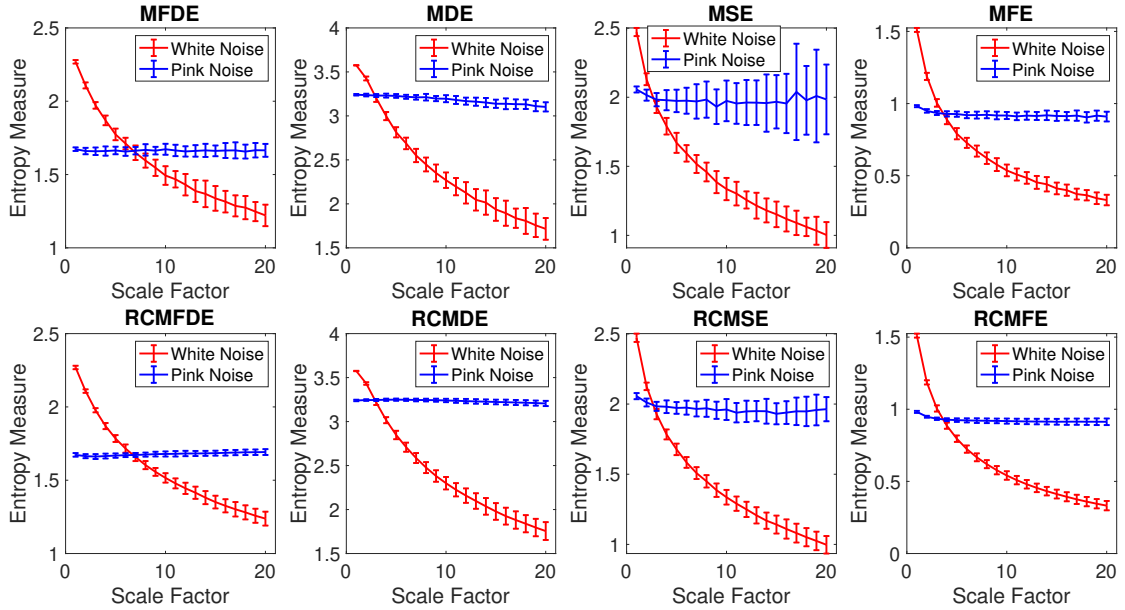 MFDE
MDE
MSE
MFE
2.5
2
1.5
1
0
10
20
Entropy Measure
Scale Factor
White Noise
Pink Noise
4
3.5
3
2.5
2
1.5
0
10
20
Entropy Measure
Scale Factor
White Noise
Pink Noise
2.5
2
1.5
1
0
10
20
Entropy Measure
Scale Factor
White Noise
Pink Noise
1.5
1
0.5
0
0
10
20
Entropy Measure
Scale Factor
White Noise
Pink Noise
RCMFDE
RCMDE
RCMSE
RCMFE
2.5
2
1.5
1
0
10
20
Entropy Measure
Scale Factor
White Noise
Pink Noise
4
3.5
3
2.5
2
1.5
0
10
20
Entropy Measure
Scale Factor
White Noise
Pink Noise
2.5
2
1.5
1
0
10
20
Entropy Measure
Scale Factor
White Noise
Pink Noise
1.5
1
0.5
0
0
10
20
Entropy Measure
Scale Factor
White Noise
Pink Noise